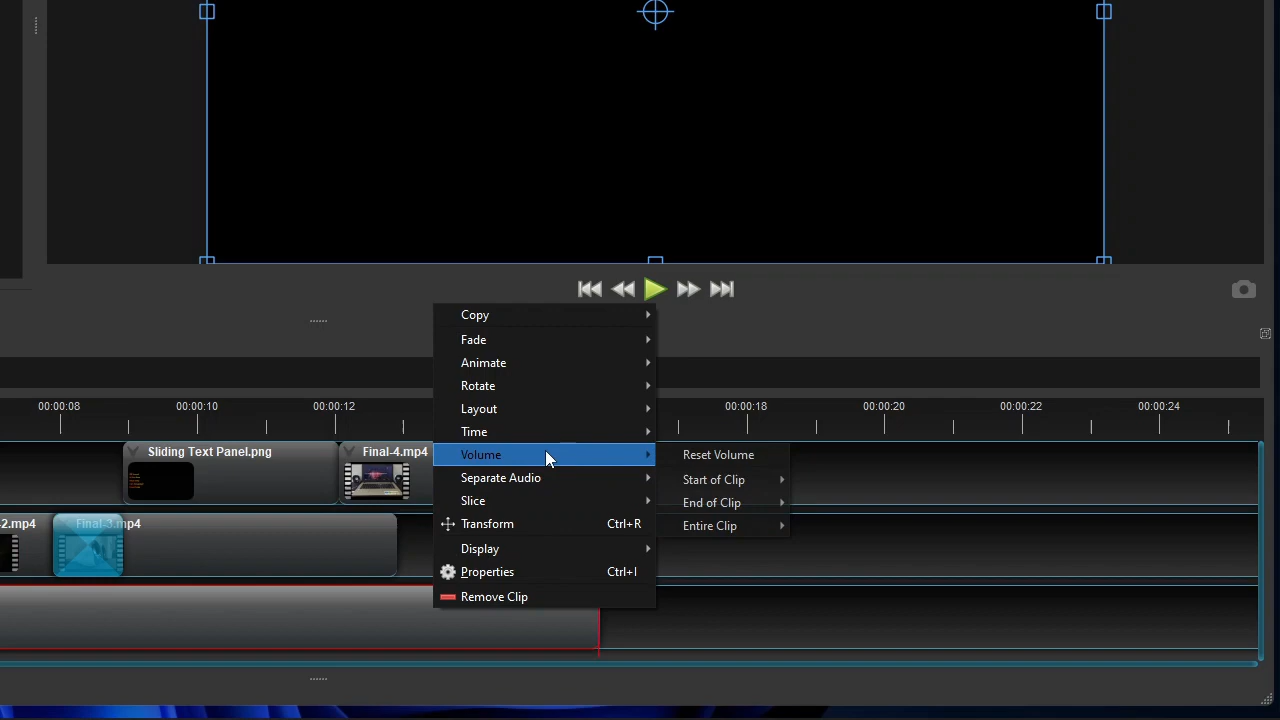 Copy
Fade
Animate
Rotate
Layout
00:00:08
00:00:10
00:00:12
00:00:18
00:00:20
00:00:22
00:00:24
Time
Sliding Text Panel.png
Final-4.mp4
Volume
Reset Volume
Separate Audio
Start of Clip
Slice
End of Clip
-2.mp4
Final-3.mp4
Transform Ctrl+R
Entire Clip
Display
Properties Ctrl+I
Remove Clip